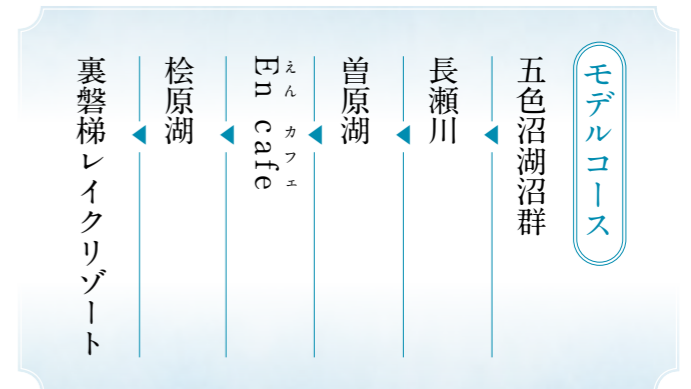 モデルコース
五色沼湖沼群
長瀬川
曽原湖
En cafe
えん カフェ
桧原湖
裏磐梯レイクリゾート